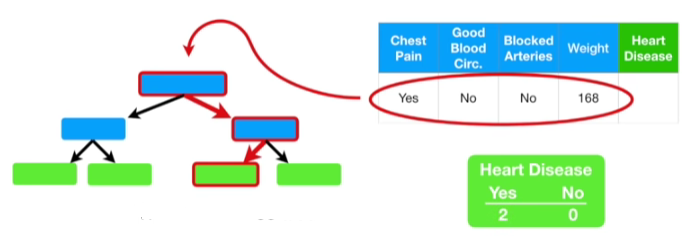 Chest Pain Good Blood Circ. Blocked Arteries Weight Heart Disease
Yes No No 168
Heart Disease
Yes No
2 0